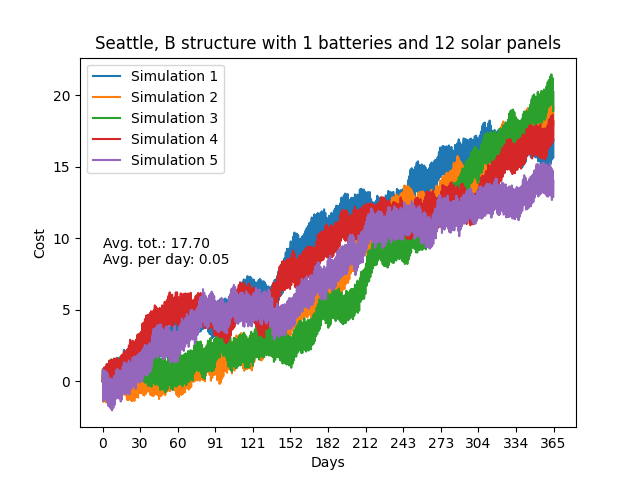 Seattle, B structure with 1 batteries and 12 solar panels
Simulation 1
Simulation 2
Simulation 3
Simulation 4
Simulation 5
Avg. tot.: 17.70
Avg. per day: 0.05
Cost
20
15
10
5
0
0 30 60 91 121 152 182 212 243 273 304 334 365
Days